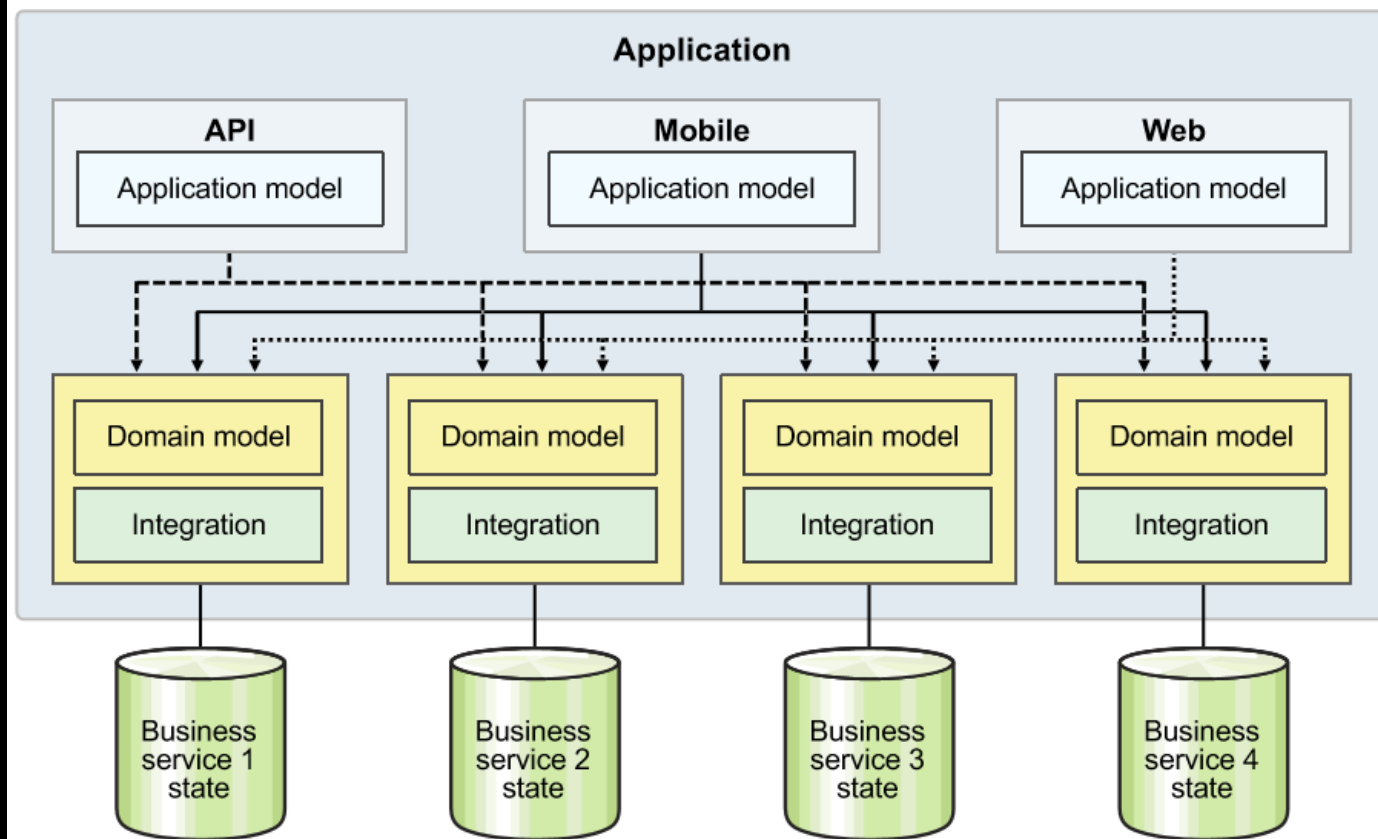 Application
API
Mobile
Web
Application model
Application model
Application model
Domain model
Domain model
Domain model
Domain model
Integration
Integration
Integration
Integration
Business
service 1
state
Business
service 2
state
Business
service 3
state
Business
service 4
state